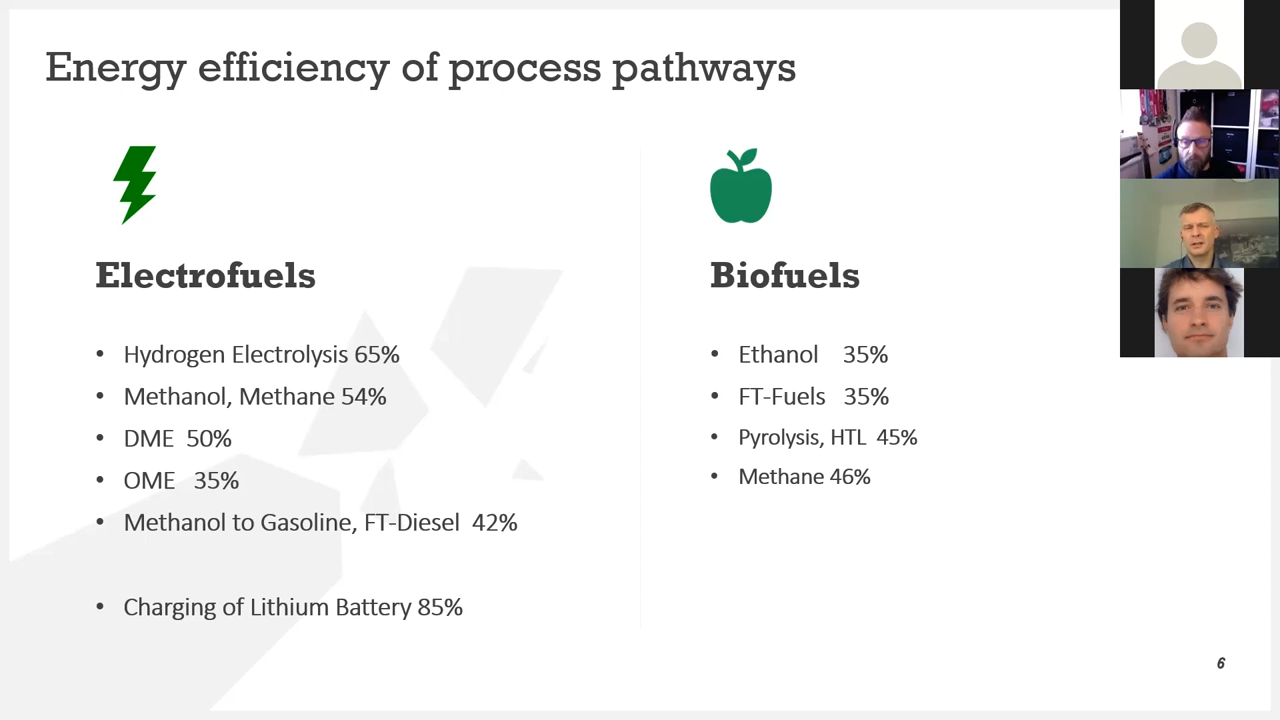 Energy efficiency of process pathways
Electrofuels
Hydrogen Electrolysis 65%
Methanol, Methane 54%
DME 50%
OME 35%
Methanol to Gasoline, FT-Diesel 42%
Charging of Lithium Battery 85%
Biofuels
Ethanol 35%
FT-Fuels 35%
Pyrolysis, HTL 45%
Methane 46%
6